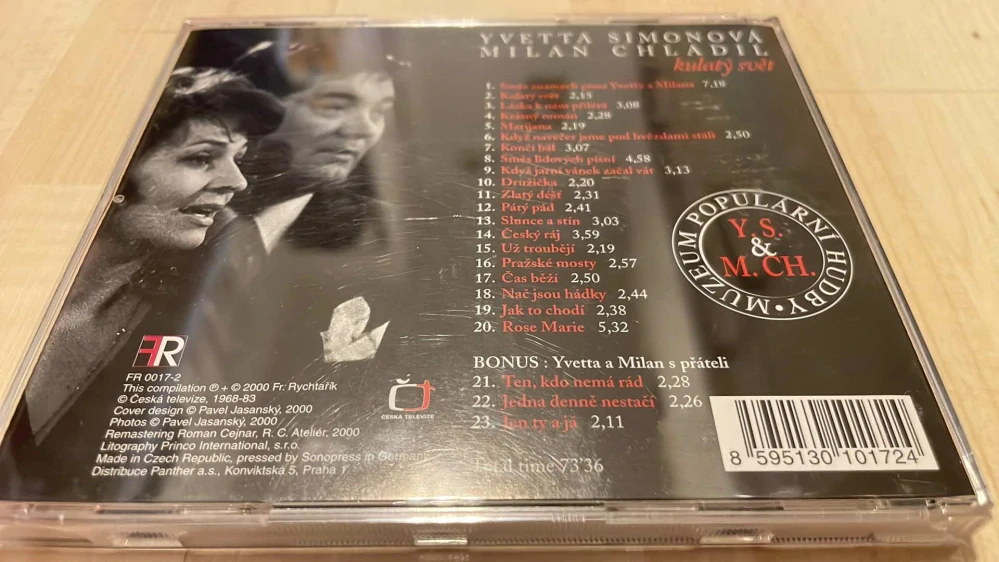 YVETTA SIMONOVÁ
MILAN CHLADIL
kulatý svět
1. Směs známých písní Yvetty a Milana 7,18
2. Kulatý svět 2,15
3. Láska k nám přilétá 3,08
4. Krásný román 2,28
5. Marijana 2,19
6. Když navečer jsme pod hvězdami stáli 2,50
7. Končí bál 3,07
8. Směs lidových písní 4,58
9. Když jarní vánek začal vát 3,13
10. Družička 2,20
11. Zlatý déšť 2,31
12. Pátý pád 2,41
13. Slunce a stín 3,03
14. Český ráj 3,59
15. Už troubějí 2,19
16. Pražské mosty 2,57
17. Čas běží 2,50
18. Nač jsou hádky 2,44
19. Jak to chodí 2,38
20. Rose Marie 5,32
BONUS : Yvetta a Milan s přáteli
21. Ten, kdo nemá rád 2,28
22. Jedna denně nestačí 2,26
23. Jen ty a já 2,11
Total time 73'36
MUZEUM POPULÁRNÍ HUDBY
Y. S.
&
M. CH.
FR
FR 0017-2
This compilation ℗ + © 2000 Fr. Rychtařík
© Česká televize, 1968-83
Cover design © Pavel Jasanský, 2000
Photos © Pavel Jasanský, 2000
Remastering Roman Cejnar, R. C. Ateliér, 2000
Litography Princo International, s.r.o.
Made in Czech Republic, pressed by Sonopress in Germany
Distribuce Panther a.s., Konviktská 5, Praha 1
ČT
ČESKÁ TELEVIZE
8 595130 101724